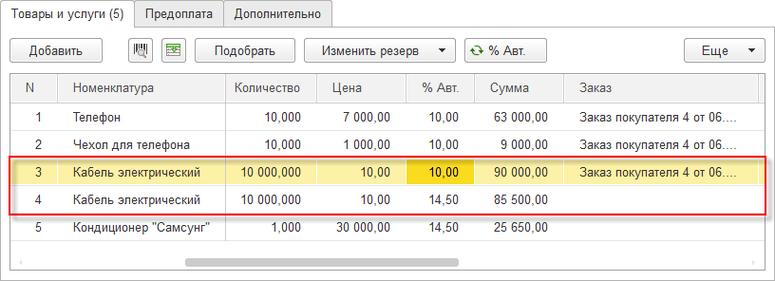 Товары и услуги (5) Предоплата Дополнительно
Добавить Подобрать Изменить резерв % Авт. Еще
N Номенклатура Количество Цена % Авт. Сумма Заказ
1 Телефон 10,000 7 000,00 10,00 63 000,00 Заказ покупателя 4 от 06....
2 Чехол для телефона 10,000 1 000,00 10,00 9 000,00 Заказ покупателя 4 от 06....
3 Кабель электрический 10 000,000 10,00 10,00 90 000,00 Заказ покупателя 4 от 06....
4 Кабель электрический 10 000,000 10,00 14,50 85 500,00
5 Кондиционер "Самсунг" 1,000 30 000,00 14,50 25 650,00